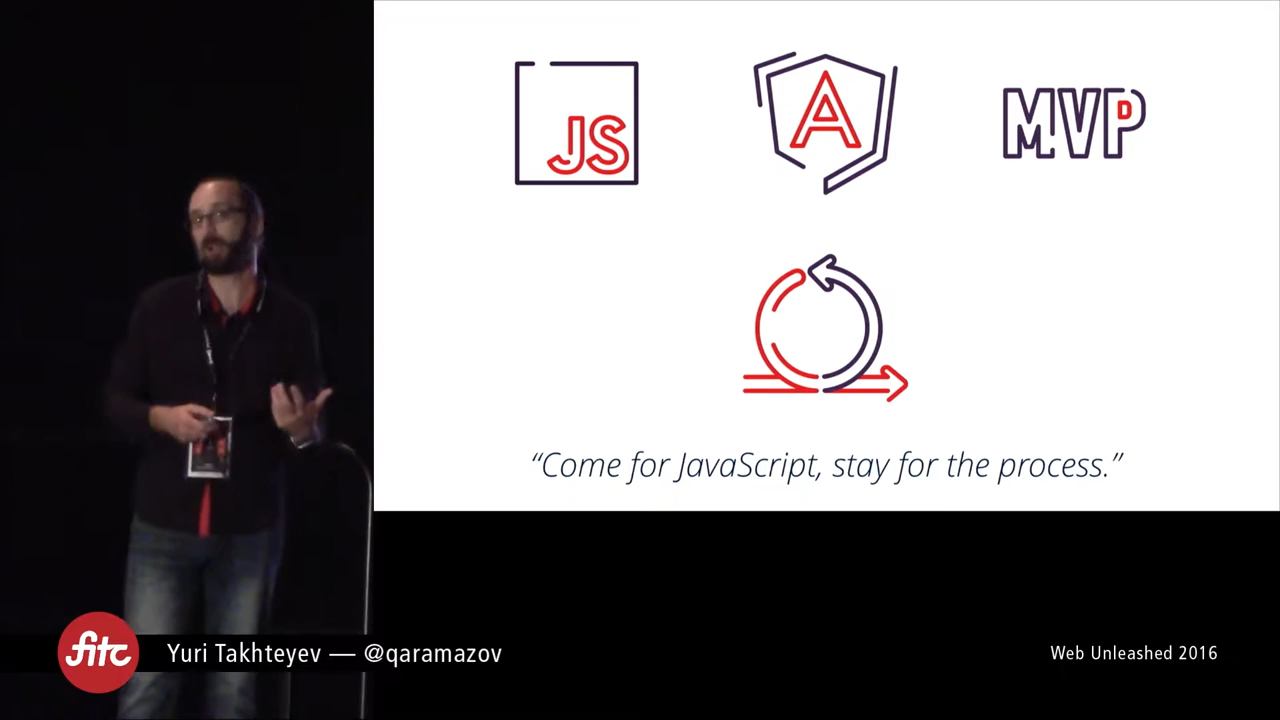 JS
A
MVP
“Come for JavaScript, stay for the process.”
fitc
Yuri Takhteyev — @qaramazov
Web Unleashed 2016